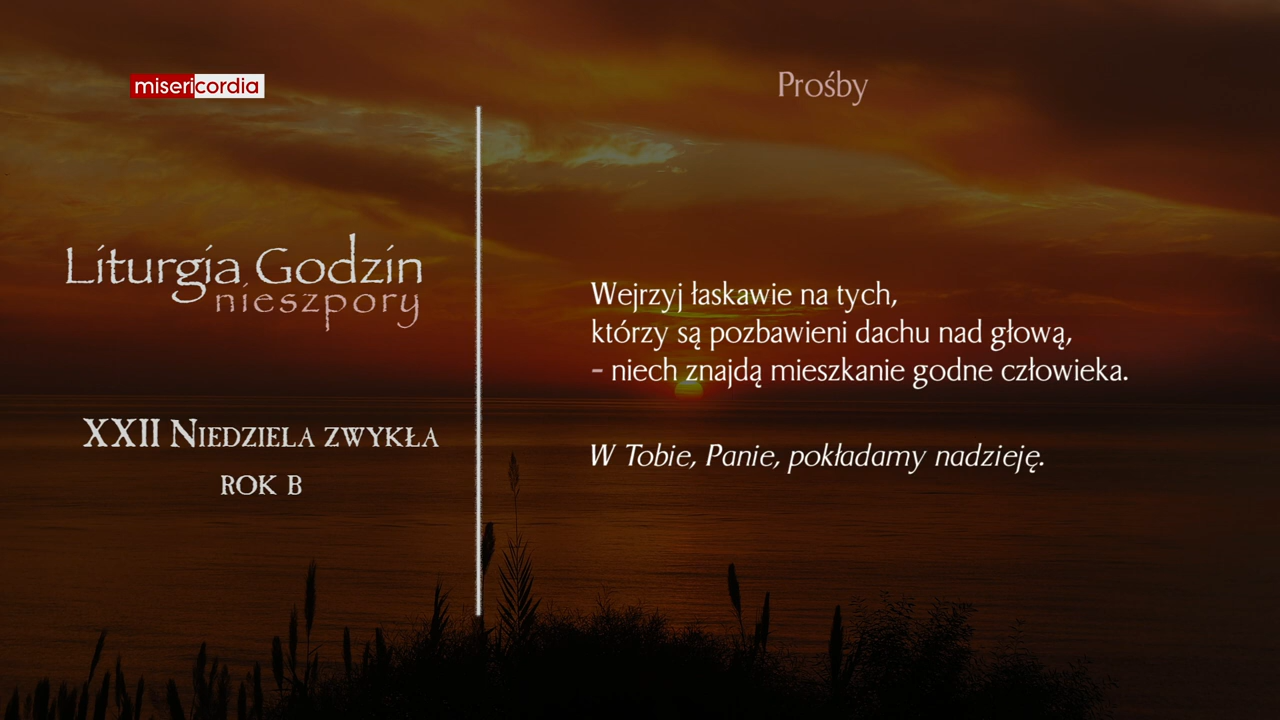 misericordia
Liturgia Godzin
nieszpory
XXII Niedziela zwykła
rok B
Prośby
Wejrzyj łaskawie na tych,
którzy są pozbawieni dachu nad głową,
- niech znajdą mieszkanie godne człowieka.
W Tobie, Panie, pokładamy nadzieję.